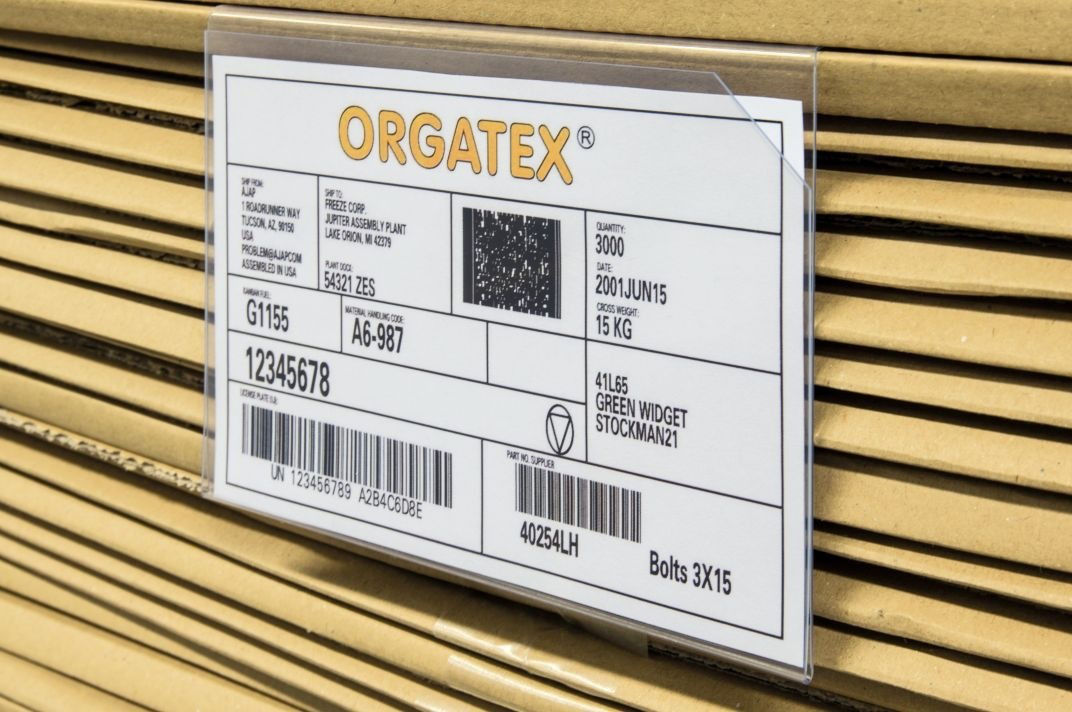 ORGATEX®
SHIP FROM:
AJAP
1 ROADRUNNER WAY
TUCSON, AZ, 90150
USA
PROBLEM@AJAPCOM
ASSEMBLED IN USA
SHIP TO:
FREEZE CORP.
JUPITER ASSEMBLY PLANT
LAKE ORION, MI 42379
PLANT DOCK:
54321 ZES
QUANTITY:
3000
DATE:
2001JUN15
CROSS WEIGHT:
15 KG
G1155
MATERIAL HANDLING CODE:
A6-987
41L65
GREEN WIDGET
STOCKMAN21
12345678
LICENSE PLATE
UN 123456789 A2B4C6D8E
PART NO. SUPPLIER
40254LH
Bolts 3X15